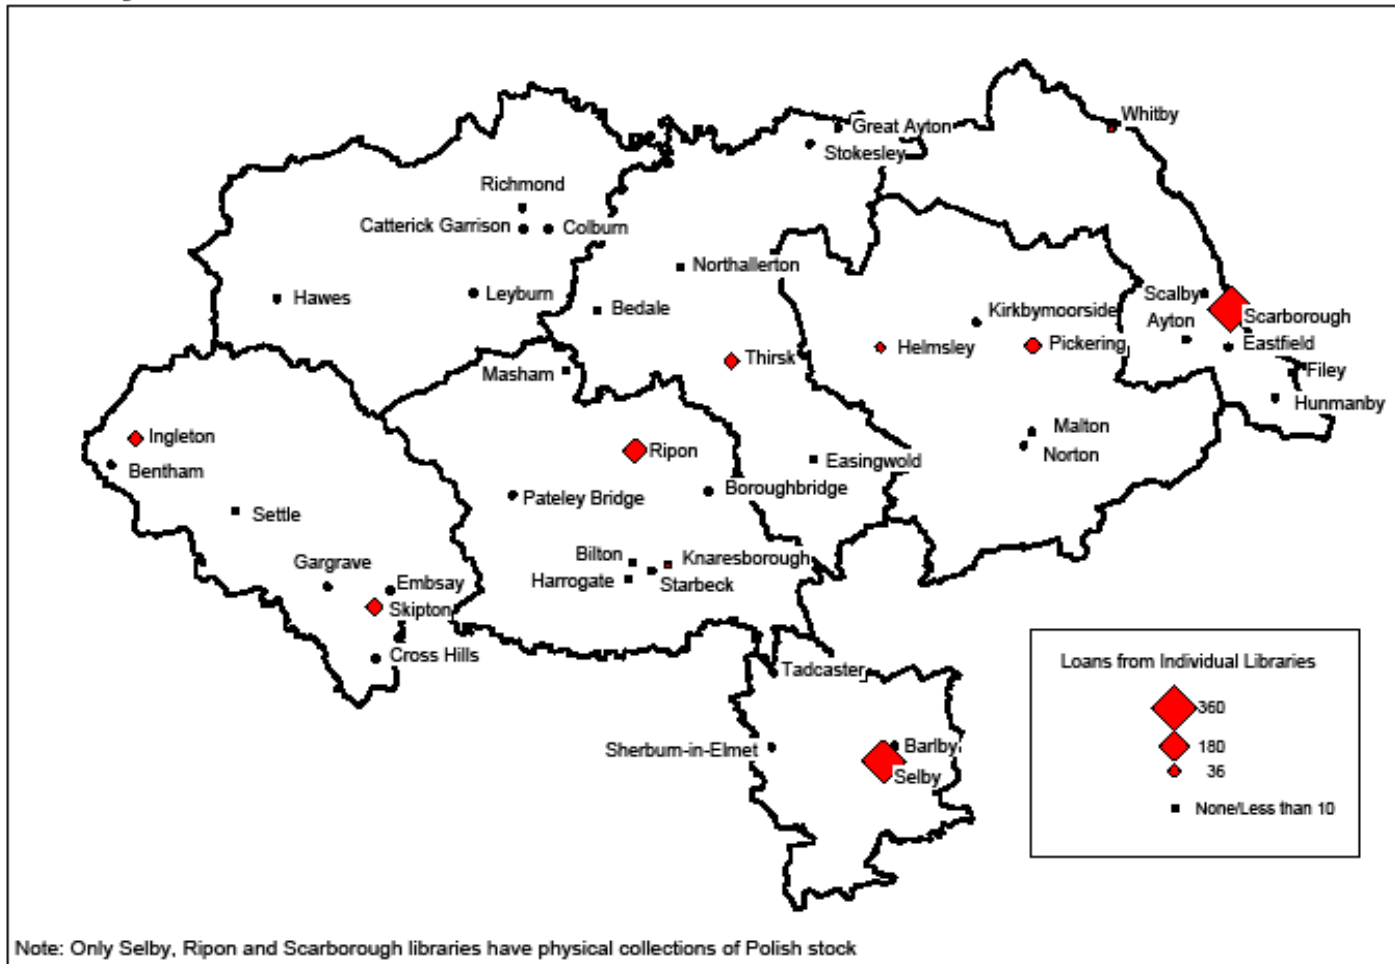 Whitby
Great Ayton
Stokesley
Richmond
Catterick Garrison
Colburn
Northallerton
Hawes
Leyburn
Bedale
Kirkbymoorside
Scalby
Ayton
Scarborough
Eastfield
Helmsley
Pickering
Thirsk
Masham
Filey
Hunmanby
Ingleton
Bentham
Ripon
Malton
Norton
Easingwold
Pateley Bridge
Boroughbridge
Settle
Gargrave
Embsay
Skipton
Cross Hills
Bilton
Knaresborough
Harrogate
Starbeck
Tadcaster
Sherburn-in-Elmet
Barlby
Selby
Loans from Individual Libraries
360
180
36
None/Less than 10
Note: Only Selby, Ripon and Scarborough libraries have physical collections of Polish stock